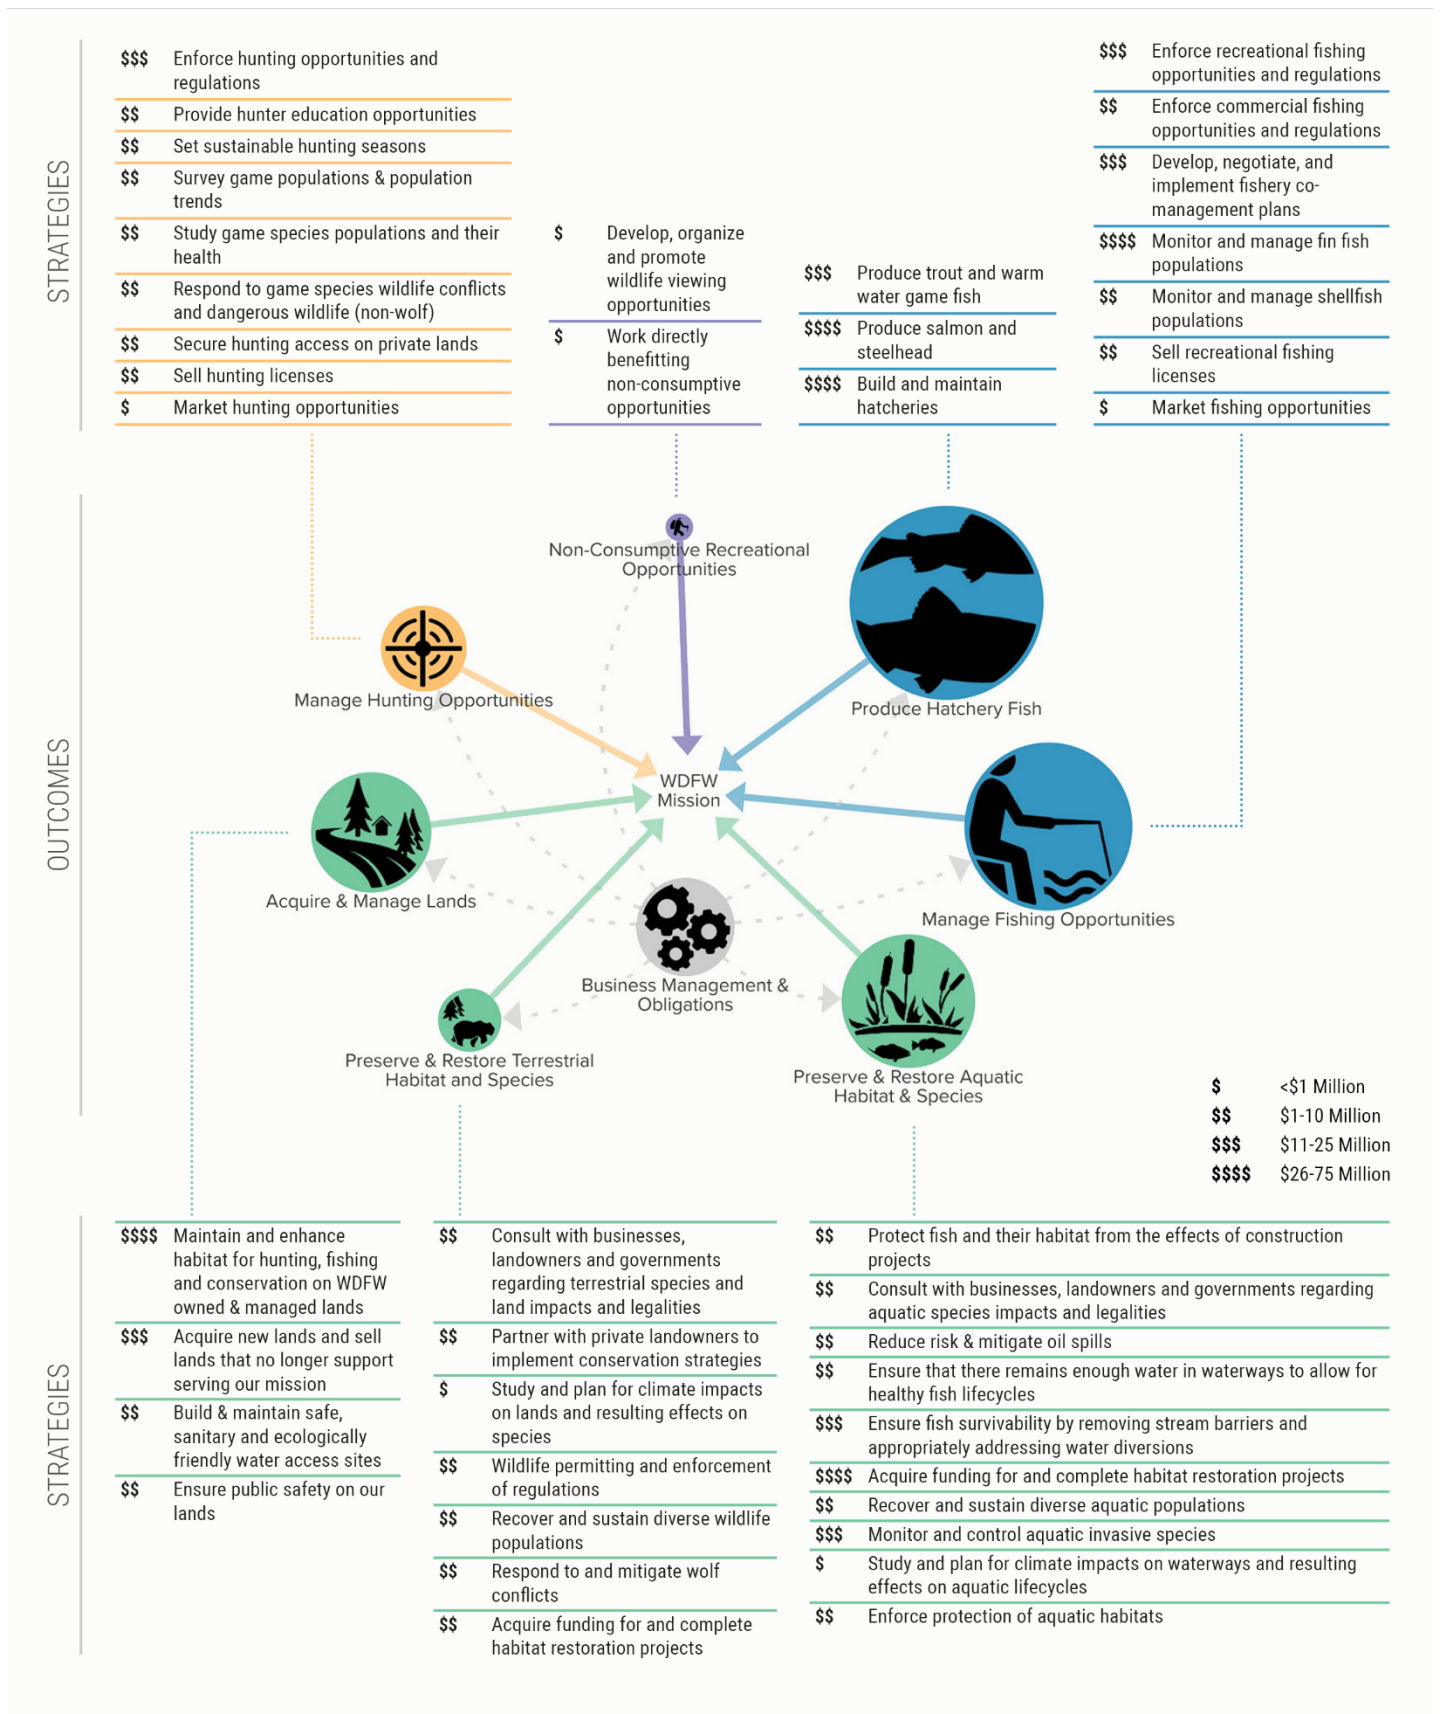 STRATEGIES
$$$ Enforce hunting opportunities and
regulations
$$ Provide hunter education opportunities
$$ Set sustainable hunting seasons
$$ Survey game populations & population
trends
$$ Study game species populations and their
health
$$ Respond to game species wildlife conflicts
and dangerous wildlife (non-wolf)
$$ Secure hunting access on private lands
$$ Sell hunting licenses
$ Market hunting opportunities
$ Develop, organize
and promote
wildlife viewing
opportunities
$ Work directly
benefitting
non-consumptive
opportunities
$$$ Produce trout and warm
water game fish
$$$$ Produce salmon and
steelhead
$$$$ Build and maintain
hatcheries
$$$ Enforce recreational fishing
opportunities and regulations
$$ Enforce commercial fishing
opportunities and regulations
$$$ Develop, negotiate, and
implement fishery co-
management plans
$$$$ Monitor and manage fin fish
populations
$$ Monitor and manage shellfish
populations
$$ Sell recreational fishing
licenses
$ Market fishing opportunities
OUTCOMES
Non-Consumptive Recreational
Opportunities
Manage Hunting Opportunities
Produce Hatchery Fish
WDFW
Mission
Acquire & Manage Lands
Manage Fishing Opportunities
Business Management &
Obligations
Preserve & Restore Terrestrial
Habitat and Species
Preserve & Restore Aquatic
Habitat & Species
$ <$1 Million
$$ $1-10 Million
$$$ $11-25 Million
$$$$ $26-75 Million
STRATEGIES
$$$$ Maintain and enhance
habitat for hunting, fishing
and conservation on WDFW
owned & managed lands
$$$ Acquire new lands and sell
lands that no longer support
serving our mission
$$ Build & maintain safe,
sanitary and ecologically
friendly water access sites
$$ Ensure public safety on our
lands
$$ Consult with businesses,
landowners and governments
regarding terrestrial species and
land impacts and legalities
$$ Partner with private landowners to
implement conservation strategies
$ Study and plan for climate impacts
on lands and resulting effects on
species
$$ Wildlife permitting and enforcement
of regulations
$$ Recover and sustain diverse wildlife
populations
$$ Respond to and mitigate wolf
conflicts
$$ Acquire funding for and complete
habitat restoration projects
$$ Protect fish and their habitat from the effects of construction
projects
$$ Consult with businesses, landowners and governments regarding
aquatic species impacts and legalities
$$ Reduce risk & mitigate oil spills
$$ Ensure that there remains enough water in waterways to allow for
healthy fish lifecycles
$$$ Ensure fish survivability by removing stream barriers and
appropriately addressing water diversions
$$$$ Acquire funding for and complete habitat restoration projects
$$ Recover and sustain diverse aquatic populations
$$$ Monitor and control aquatic invasive species
$ Study and plan for climate impacts on waterways and resulting
effects on aquatic lifecycles
$$ Enforce protection of aquatic habitats